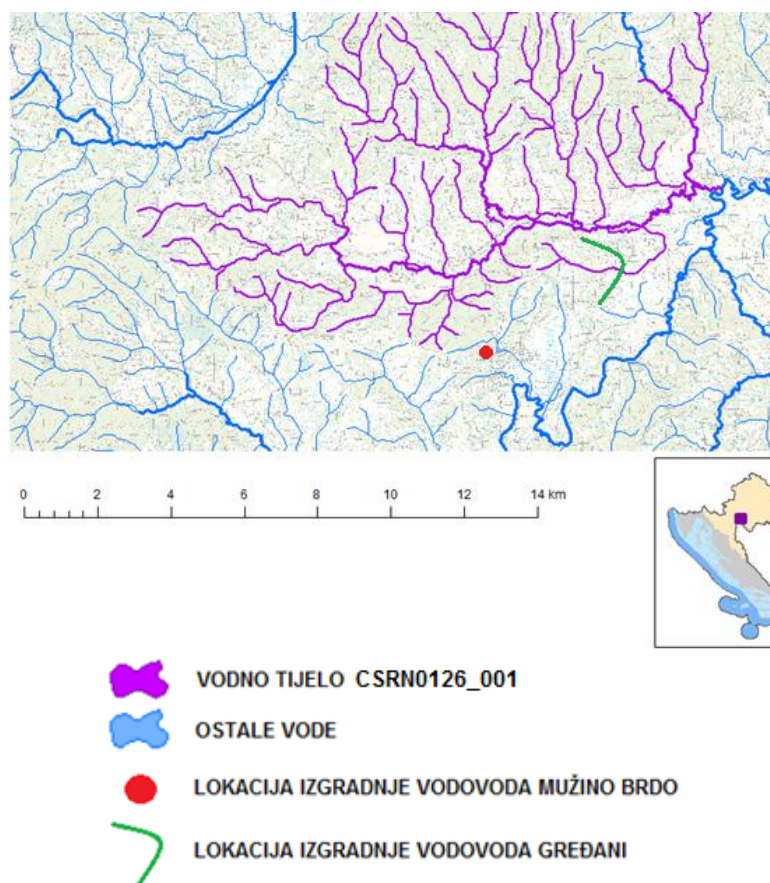 0 2 4 6 8 10 12 14 km
VODNO TIJELO CSRN0126_001
OSTALE VODE
LOKACIJA IZGRADNJE VODOVODA MUŽINO BRDO
LOKACIJA IZGRADNJE VODOVODA GREĐANI